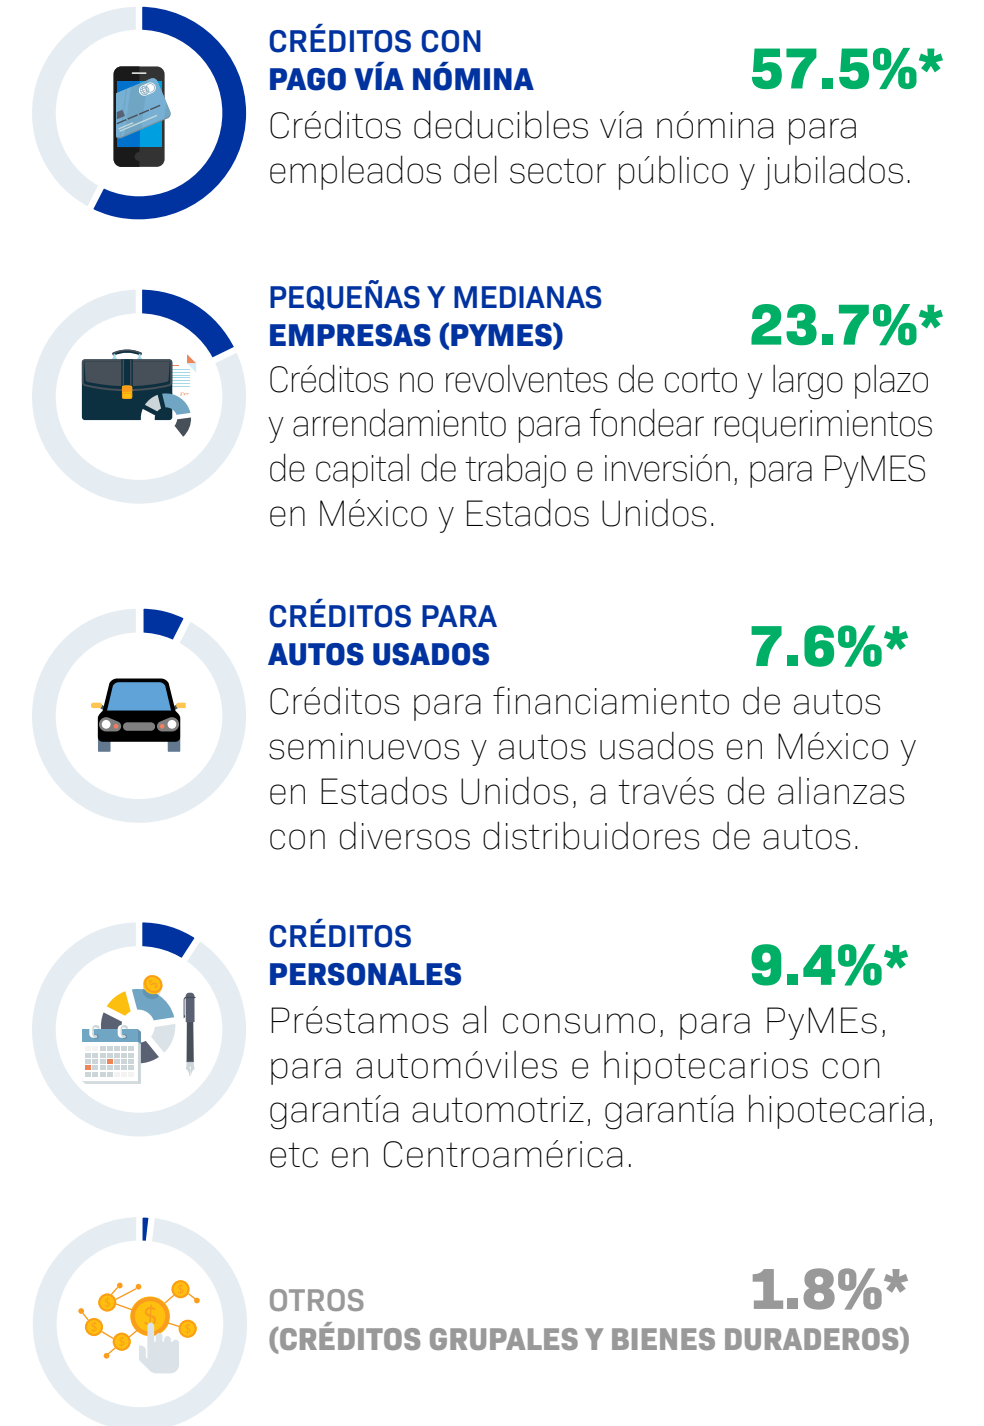 CRÉDITOS CON
PAGO VÍA NÓMINA
57.5%*
Créditos deducibles vía nómina para
empleados del sector público y jubilados.
PEQUEÑAS Y MEDIANAS
EMPRESAS (PYMES)
23.7%*
Créditos no revolventes de corto y largo plazo
y arrendamiento para fondear requerimientos
de capital de trabajo e inversión, para PyMES
en México y Estados Unidos.
CRÉDITOS PARA
AUTOS USADOS
7.6%*
Créditos para financiamiento de autos
seminuevos y autos usados en México y
en Estados Unidos, a través de alianzas
con diversos distribuidores de autos.
CRÉDITOS
PERSONALES
9.4%*
Préstamos al consumo, para PyMEs,
para automóviles e hipotecarios con
garantía automotriz, garantía hipotecaria,
etc en Centroamérica.
OTROS
1.8%*
(CRÉDITOS GRUPALES Y BIENES DURADEROS)